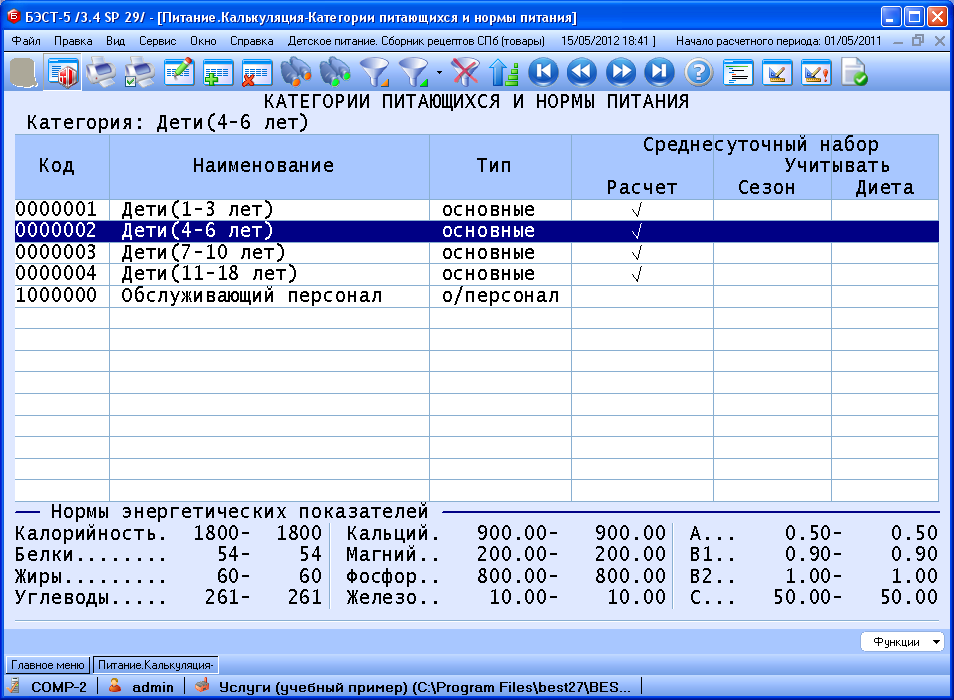 БЭСТ-5 /3.4 SP 29/ - [Питание.Калькуляция-Категории питающихся и нормы питания]
Файл Правка Вид Сервис Окно Справка Детское питание. Сборник рецептов СПб (товары) 15/05/2012 18:41 ] Начало расчетного периода: 01/05/2011
КАТЕГОРИИ ПИТАЮЩИХСЯ И НОРМЫ ПИТАНИЯ
Категория: Дети(4-6 лет)
Среднесуточный набор
Код Наименование Тип Учитывать
Расчет Сезон Диета
0000001 Дети(1-3 лет) основные √
0000002 Дети(4-6 лет) основные √
0000003 Дети(7-10 лет) основные √
0000004 Дети(11-18 лет) основные √
1000000 Обслуживающий персонал о/персонал
Нормы энергетических показателей
Калорийность. 1800- 1800 Кальций. 900.00- 900.00 А... 0.50- 0.50
Белки........ 54- 54 Магний.. 200.00- 200.00 В1.. 0.90- 0.90
Жиры......... 60- 60 Фосфор.. 800.00- 800.00 В2.. 1.00- 1.00
Углеводы..... 261- 261 Железо.. 10.00- 10.00 С... 50.00- 50.00
Функции
Главное меню Питание.Калькуляция-
COMP-2 admin Услуги (учебный пример) (C:\Program Files\best27\BES...